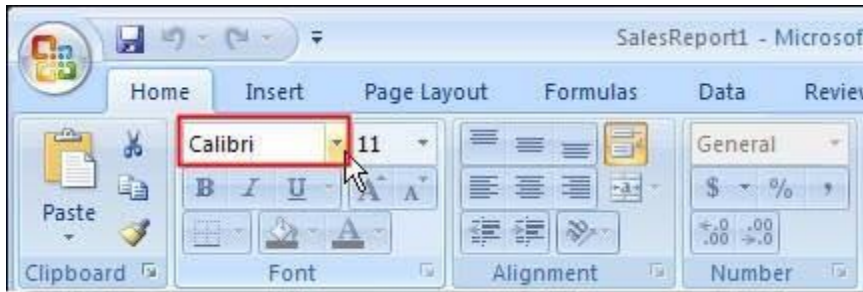 SalesReport1 - Microsof
Home Insert Page Layout Formulas Data Review
Calibri 11 General
B I U A A a $ % ,
Paste .0 .00 .00 .0
Clipboard Font Alignment Number